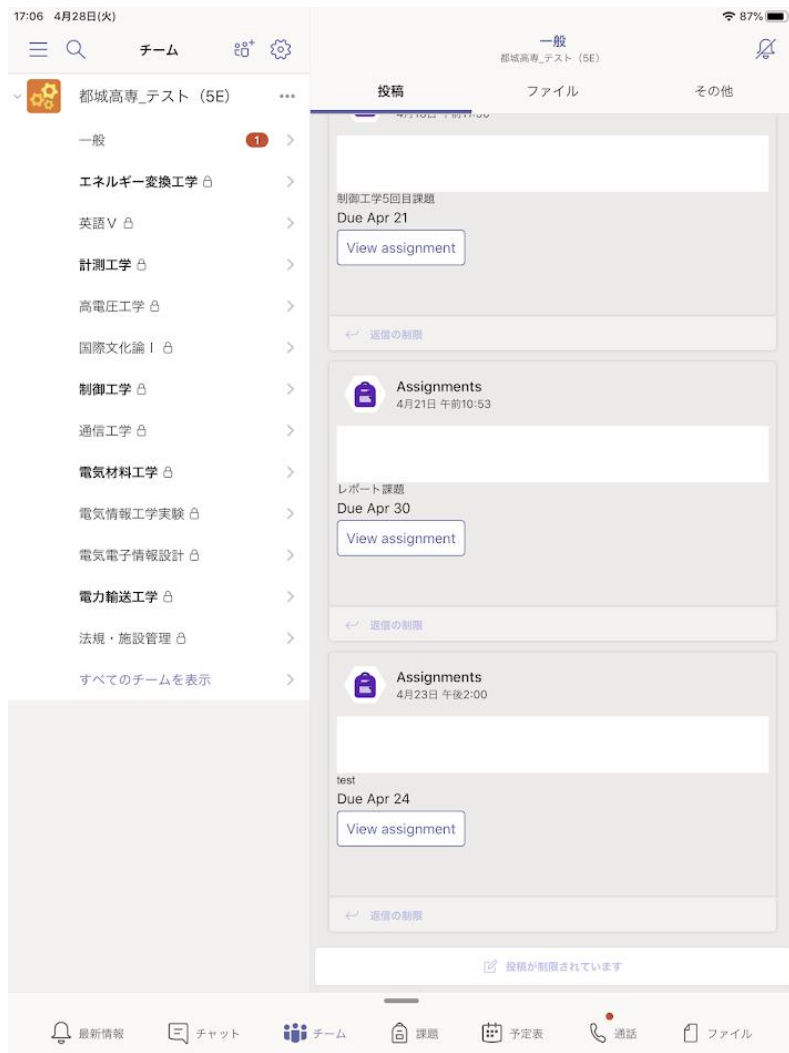 17:06 4月28日(火)
87%
チーム
都城高専_テスト（5E）
一般
1
エネルギー変換工学
英語Ⅴ
計測工学
高電圧工学
国際文化論Ⅰ
制御工学
通信工学
電気材料工学
電気情報工学実験
電気電子情報設計
電力輸送工学
法規・施設管理
すべてのチームを表示
一般
都城高専_テスト（5E）
投稿
ファイル
その他
制御工学5回目課題
Due Apr 21
View assignment
返信の制限
Assignments
4月21日 午前10:53
レポート課題
Due Apr 30
View assignment
返信の制限
Assignments
4月23日 午後2:00
test
Due Apr 24
View assignment
返信の制限
投稿が制限されています
最新情報
チャット
チーム
課題
予定表
通話
ファイル